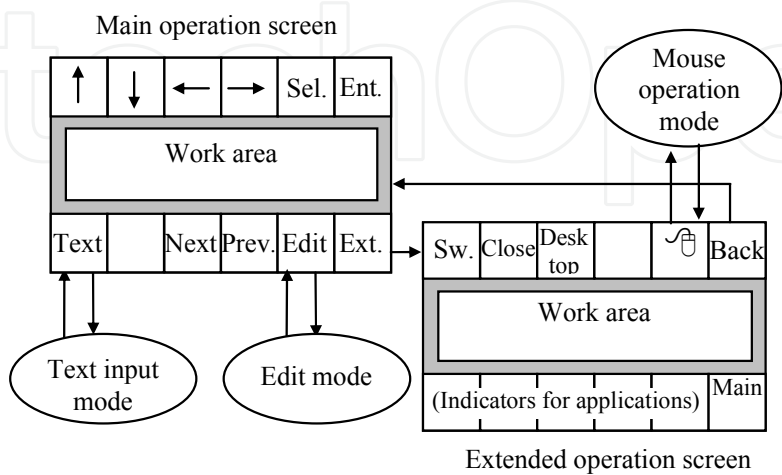 Main operation screen
Sel. Ent.
Work area
Text Next Prev. Edit Ext.
Text input
mode
Edit mode
Mouse
operation
mode
Sw. Close Desk top Back
Work area
(Indicators for applications) Main
Extended operation screen